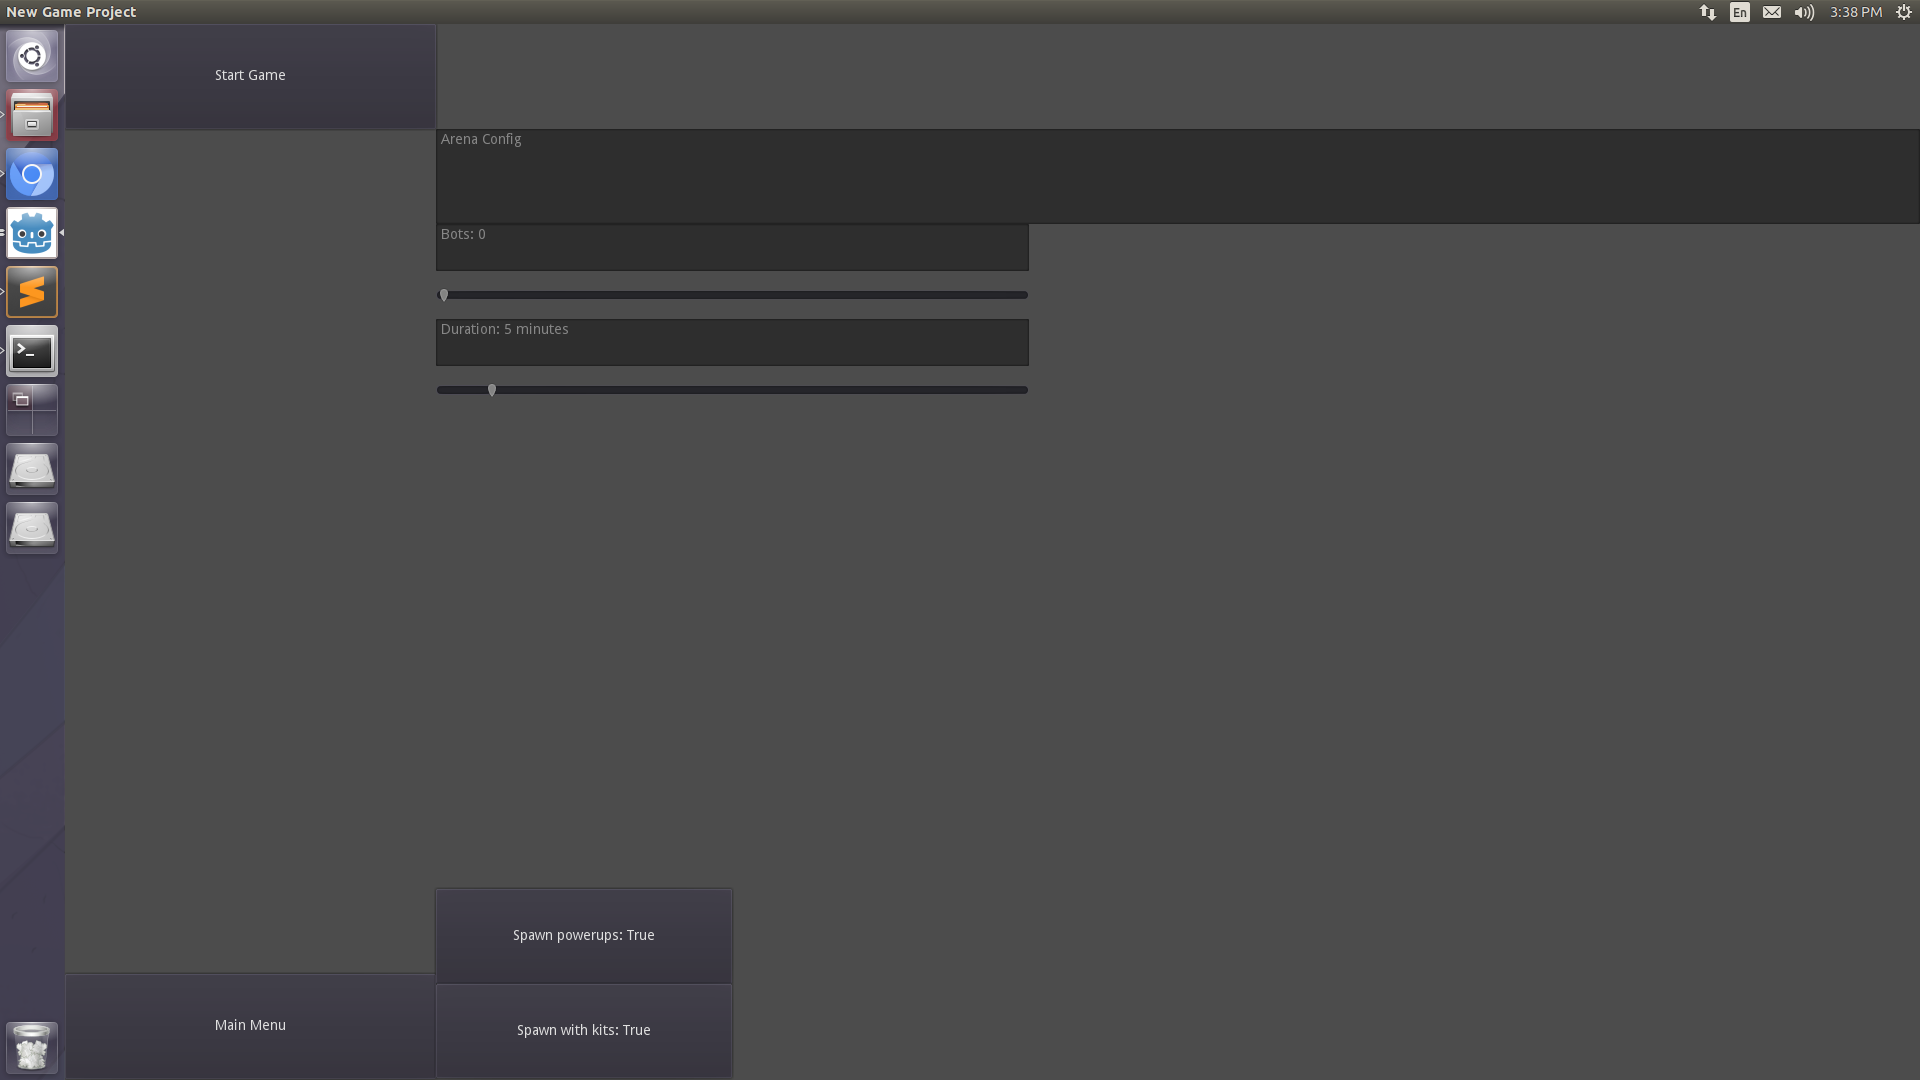 New Game Project
En
3:38 PM
Start Game
Arena Config
Bots: 0
Duration: 5 minutes
Spawn powerups: True
Main Menu
Spawn with kits: True